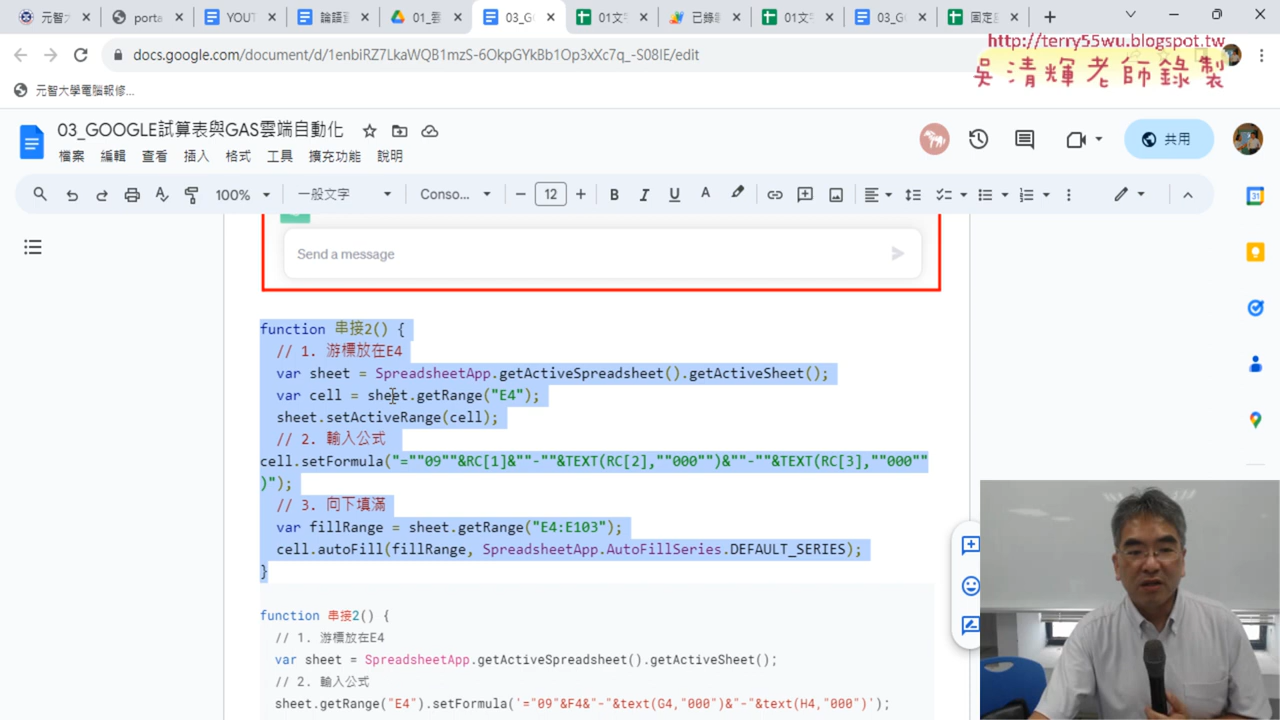 元智大
porta
YOUT
論語
01_雲
03_G
01文
已錄
01文
03_G
固定
docs.google.com/document/d/1enbiRZ7LkaWQB1mzS-6OkpGYkBb1Op3xXc7q_-S08IE/edit
http://terry55wu.blogspot.tw
吳清輝老師錄製
元智大學電腦報修...
03_GOOGLE試算表與GAS雲端自動化
檔案 編輯 查看 插入 格式 工具 擴充功能 說明
共用
100% 一般文字 Conso... 12 B I U A
31
Send a message
function 串接2() {
// 1. 游標放在E4
var sheet = SpreadsheetApp.getActiveSpreadsheet().getActiveSheet();
var cell = sheet.getRange("E4");
sheet.setActiveRange(cell);
// 2. 輸入公式
cell.setFormula("=""09""&RC[1]&""-""&TEXT(RC[2],""000"")&""-""&TEXT(RC[3],""000""
)");
// 3. 向下填滿
var fillRange = sheet.getRange("E4:E103");
cell.autoFill(fillRange, SpreadsheetApp.AutoFillSeries.DEFAULT_SERIES);
}
function 串接2() {
// 1. 游標放在E4
var sheet = SpreadsheetApp.getActiveSpreadsheet().getActiveSheet();
// 2. 輸入公式
sheet.getRange("E4").setFormula('="09"&F4&"-"&text(G4,"000")&"-"&text(H4,"000")');